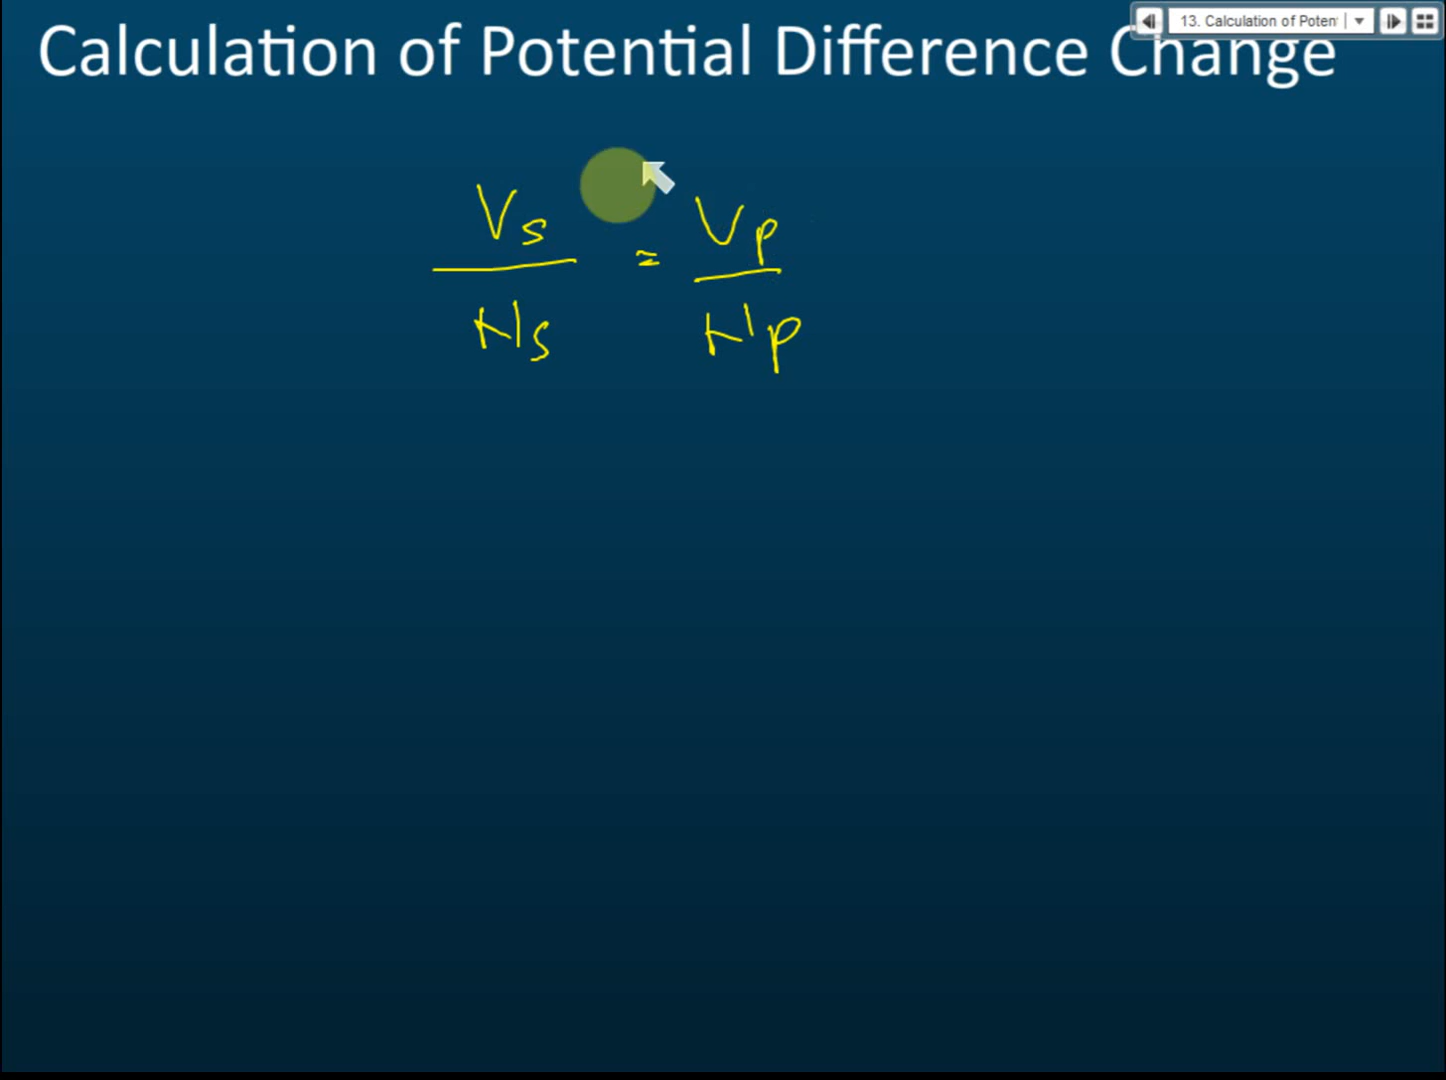 Calculation of Potential Difference Change
13. Calculation of Poten
Vs / Ns = Vp / Np